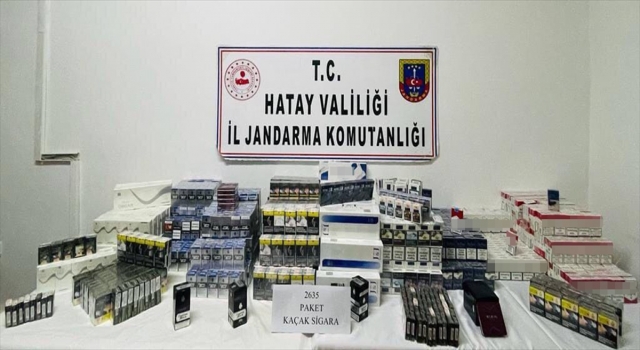 T.C.
HATAY VALİLİĞİ
İL JANDARMA KOMUTANLIĞI
2635
PAKET
KAÇAK SİGARA